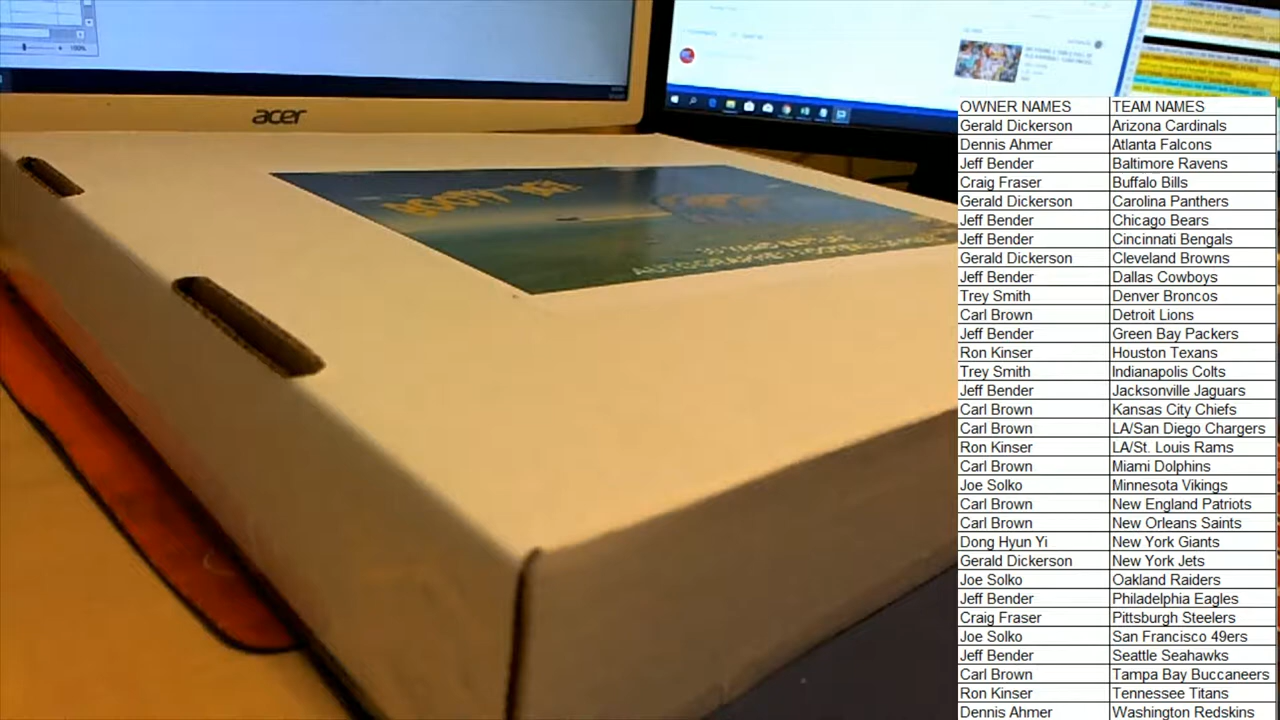 100%
acer
AUTOGRAPHED
OWNER NAMES TEAM NAMES
Gerald Dickerson Arizona Cardinals
Dennis Ahmer Atlanta Falcons
Jeff Bender Baltimore Ravens
Craig Fraser Buffalo Bills
Gerald Dickerson Carolina Panthers
Jeff Bender Chicago Bears
Jeff Bender Cincinnati Bengals
Gerald Dickerson Cleveland Browns
Jeff Bender Dallas Cowboys
Trey Smith Denver Broncos
Carl Brown Detroit Lions
Jeff Bender Green Bay Packers
Ron Kinser Houston Texans
Trey Smith Indianapolis Colts
Jeff Bender Jacksonville Jaguars
Carl Brown Kansas City Chiefs
Carl Brown LA/San Diego Chargers
Ron Kinser LA/St. Louis Rams
Carl Brown Miami Dolphins
Joe Solko Minnesota Vikings
Carl Brown New England Patriots
Carl Brown New Orleans Saints
Dong Hyun Yi New York Giants
Gerald Dickerson New York Jets
Joe Solko Oakland Raiders
Jeff Bender Philadelphia Eagles
Craig Fraser Pittsburgh Steelers
Joe Solko San Francisco 49ers
Jeff Bender Seattle Seahawks
Carl Brown Tampa Bay Buccaneers
Ron Kinser Tennessee Titans
Dennis Ahmer Washington Redskins